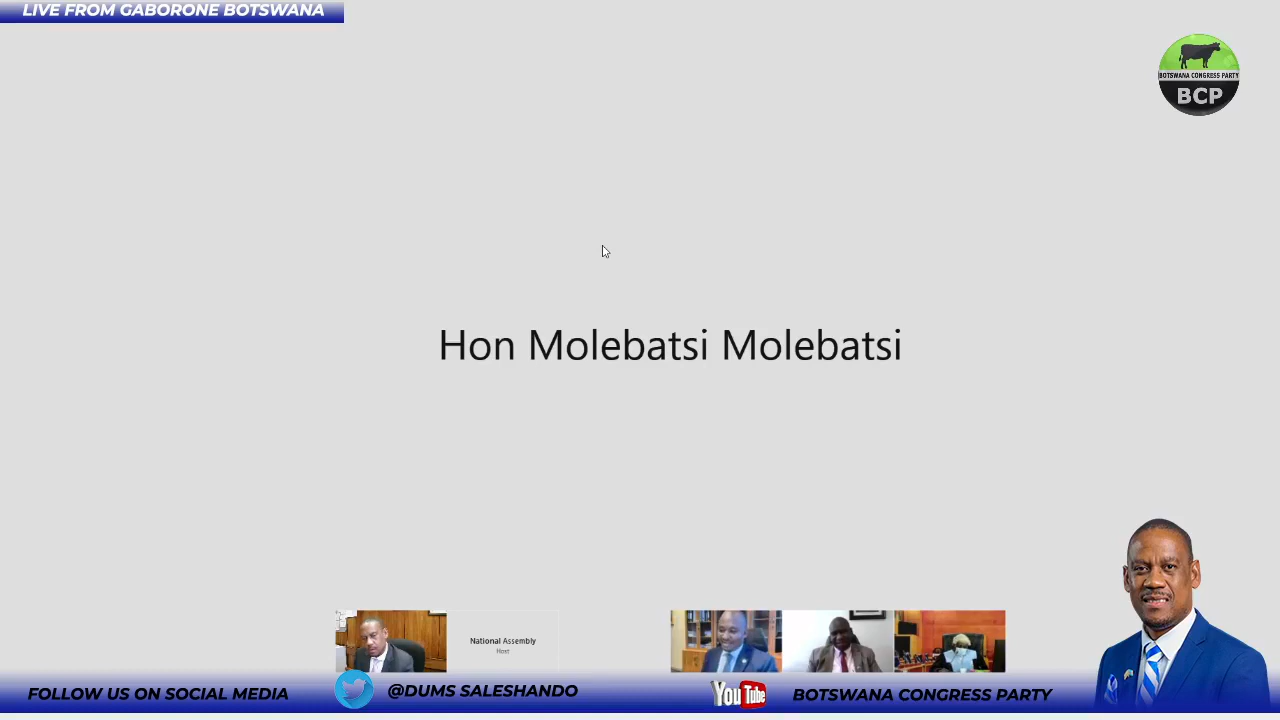 LIVE FROM GABORONE BOTSWANA
BOTSWANA CONGRESS PARTY
BCP
Hon Molebatsi Molebatsi
National Assembly
Host
FOLLOW US ON SOCIAL MEDIA
@DUMS SALESHANDO
YouTube
BOTSWANA CONGRESS PARTY